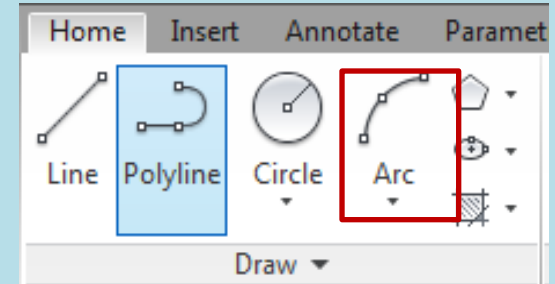 Home Insert Annotate Paramet
Line Polyline Circle Arc
Draw